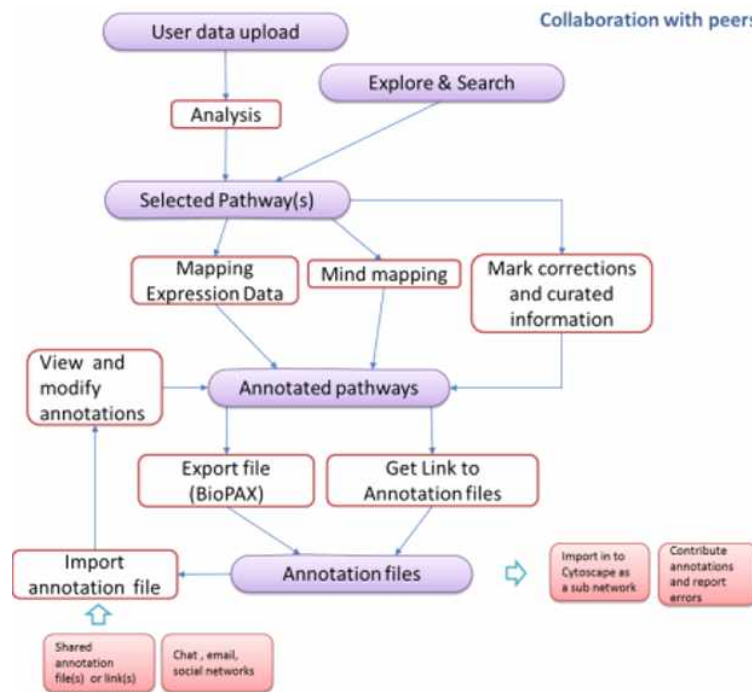 User data upload
Collaboration with peers
Explore & Search
Analysis
Selected Pathway(s)
Mapping
Expression Data
Mind mapping
Mark corrections
and curated
information
View and
modify
annotations
Annotated pathways
Export file
(BioPAX)
Get Link to
Annotation files
Import
annotation file
Annotation files
Import in to
Cytoscape as
a sub network
Contribute
annotations
and report
errors
Shared
annotation
file(s) or link(s)
Chat , email,
social networks